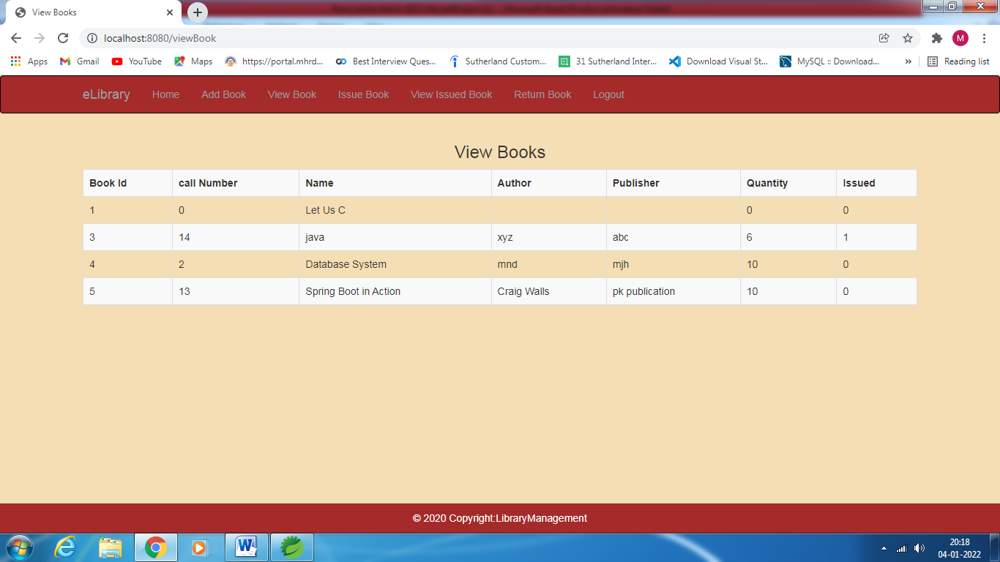 View Books
localhost:8080/viewBook
M
Apps Gmail YouTube Maps https://portal.mhrd... Best Interview Ques... Sutherland Custom... 31 Sutherland Inter... Download Visual St... MySQL :: Download... » Reading list
eLibrary Home Add Book View Book Issue Book View Issued Book Return Book Logout
View Books
Book Id call Number Name Author Publisher Quantity Issued
1 0 Let Us C 0 0
3 14 java xyz abc 6 1
4 2 Database System mnd mjh 10 0
5 13 Spring Boot in Action Craig Walls pk publication 10 0
© 2020 Copyright:LibraryManagement
20:18
04-01-2022